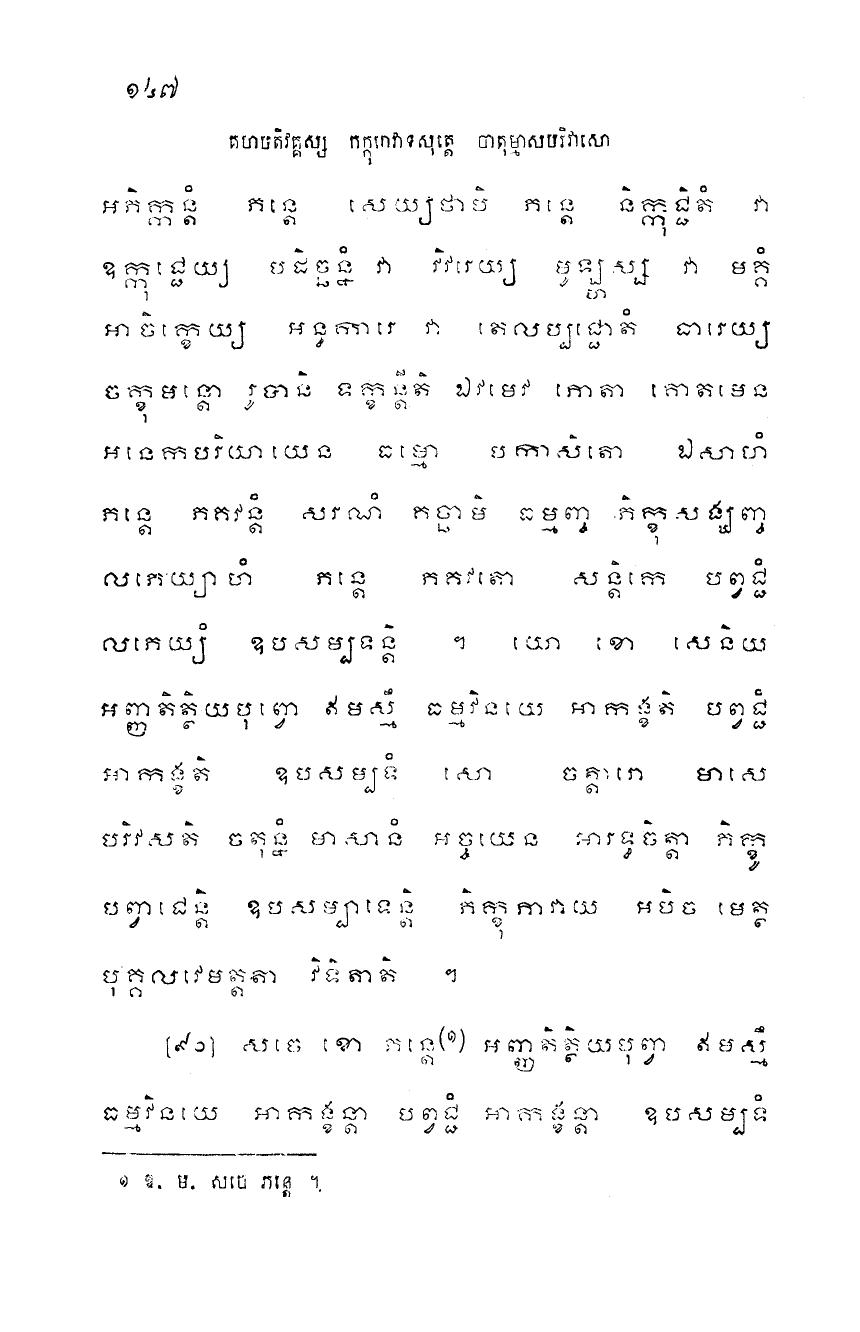 ១៤៧
គហបតិវគ្គស្ស កុក្កុរោវាទសុត្តេ ចាតុម្មាសបរិវាសោ
អភិក្កន្តំ ភន្តេ សេយ្យថាបិ ភន្តេ និក្កុជ្ជិតំ វា
ឧក្កុជ្ជេយ្យ បដិច្ឆន្នំ វា វិវរេយ្យ មូឡ្ហស្ស វា មគ្គំ
អាចិក្ខេយ្យ អន្ធការេ វា តេលប្បជ្ជោតំ ធារេយ្យ
ចក្ខុមន្តោ រូបានិ ទក្ខន្តីតិ ឯវមេវ ភោតា គោតមេន
អនេកបរិយាយេន ធម្មោ បកាសិតោ ឯសាហំ
ភន្តេ ភគវន្តំ សរណំ គច្ឆាមិ ធម្មញ្ច ភិក្ខុសង្ឃញ្ច
លភេយ្យាហំ ភន្តេ ភគវតោ សន្តិកេ បព្វជ្ជំ
លភេយ្យំ ឧបសម្បទន្តិ ។ យោ ខោ សេនិយ
អញ្ញតិត្ថិយបុព្វោ ឥមស្មឹ ធម្មវិនយេ អាកង្ខតិ បព្វជ្ជំ
អាកង្ខតិ ឧបសម្បទំ សោ ចត្តារោ មាសេ
បរិវសតិ ចតុន្នំ មាសានំ អច្ចយេន អារទ្ធចិត្តា ភិក្ខូ
បព្វាជេន្តិ ឧបសម្បាទេន្តិ ភិក្ខុភាវាយ អបិច មេត្ថ
បុគ្គលវេមត្តតា វិទិតាតិ ។
[៩១] សចេ ខោ ភន្តេ(១) អញ្ញតិត្ថិយបុព្វា ឥមស្មឹ
ធម្មវិនយេ អាកង្ខន្តា បព្វជ្ជំ អាកង្ខន្តា ឧបសម្បទំ
១ ឱ. ម. សចេ ភន្តេ ។